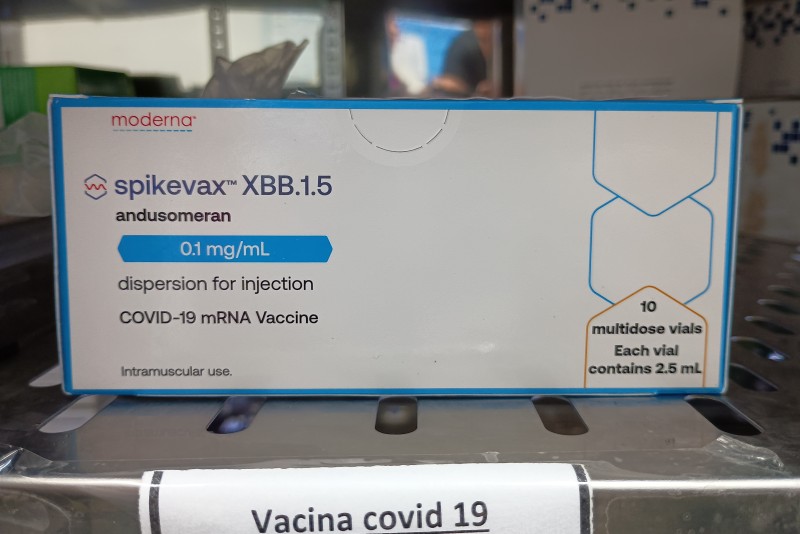 moderna
spikevax™ XBB.1.5
andusomeran
0.1 mg/mL
dispersion for injection
COVID-19 mRNA Vaccine
Intramuscular use.
10
multidose vials
Each vial
contains 2.5 mL
Vacina covid 19